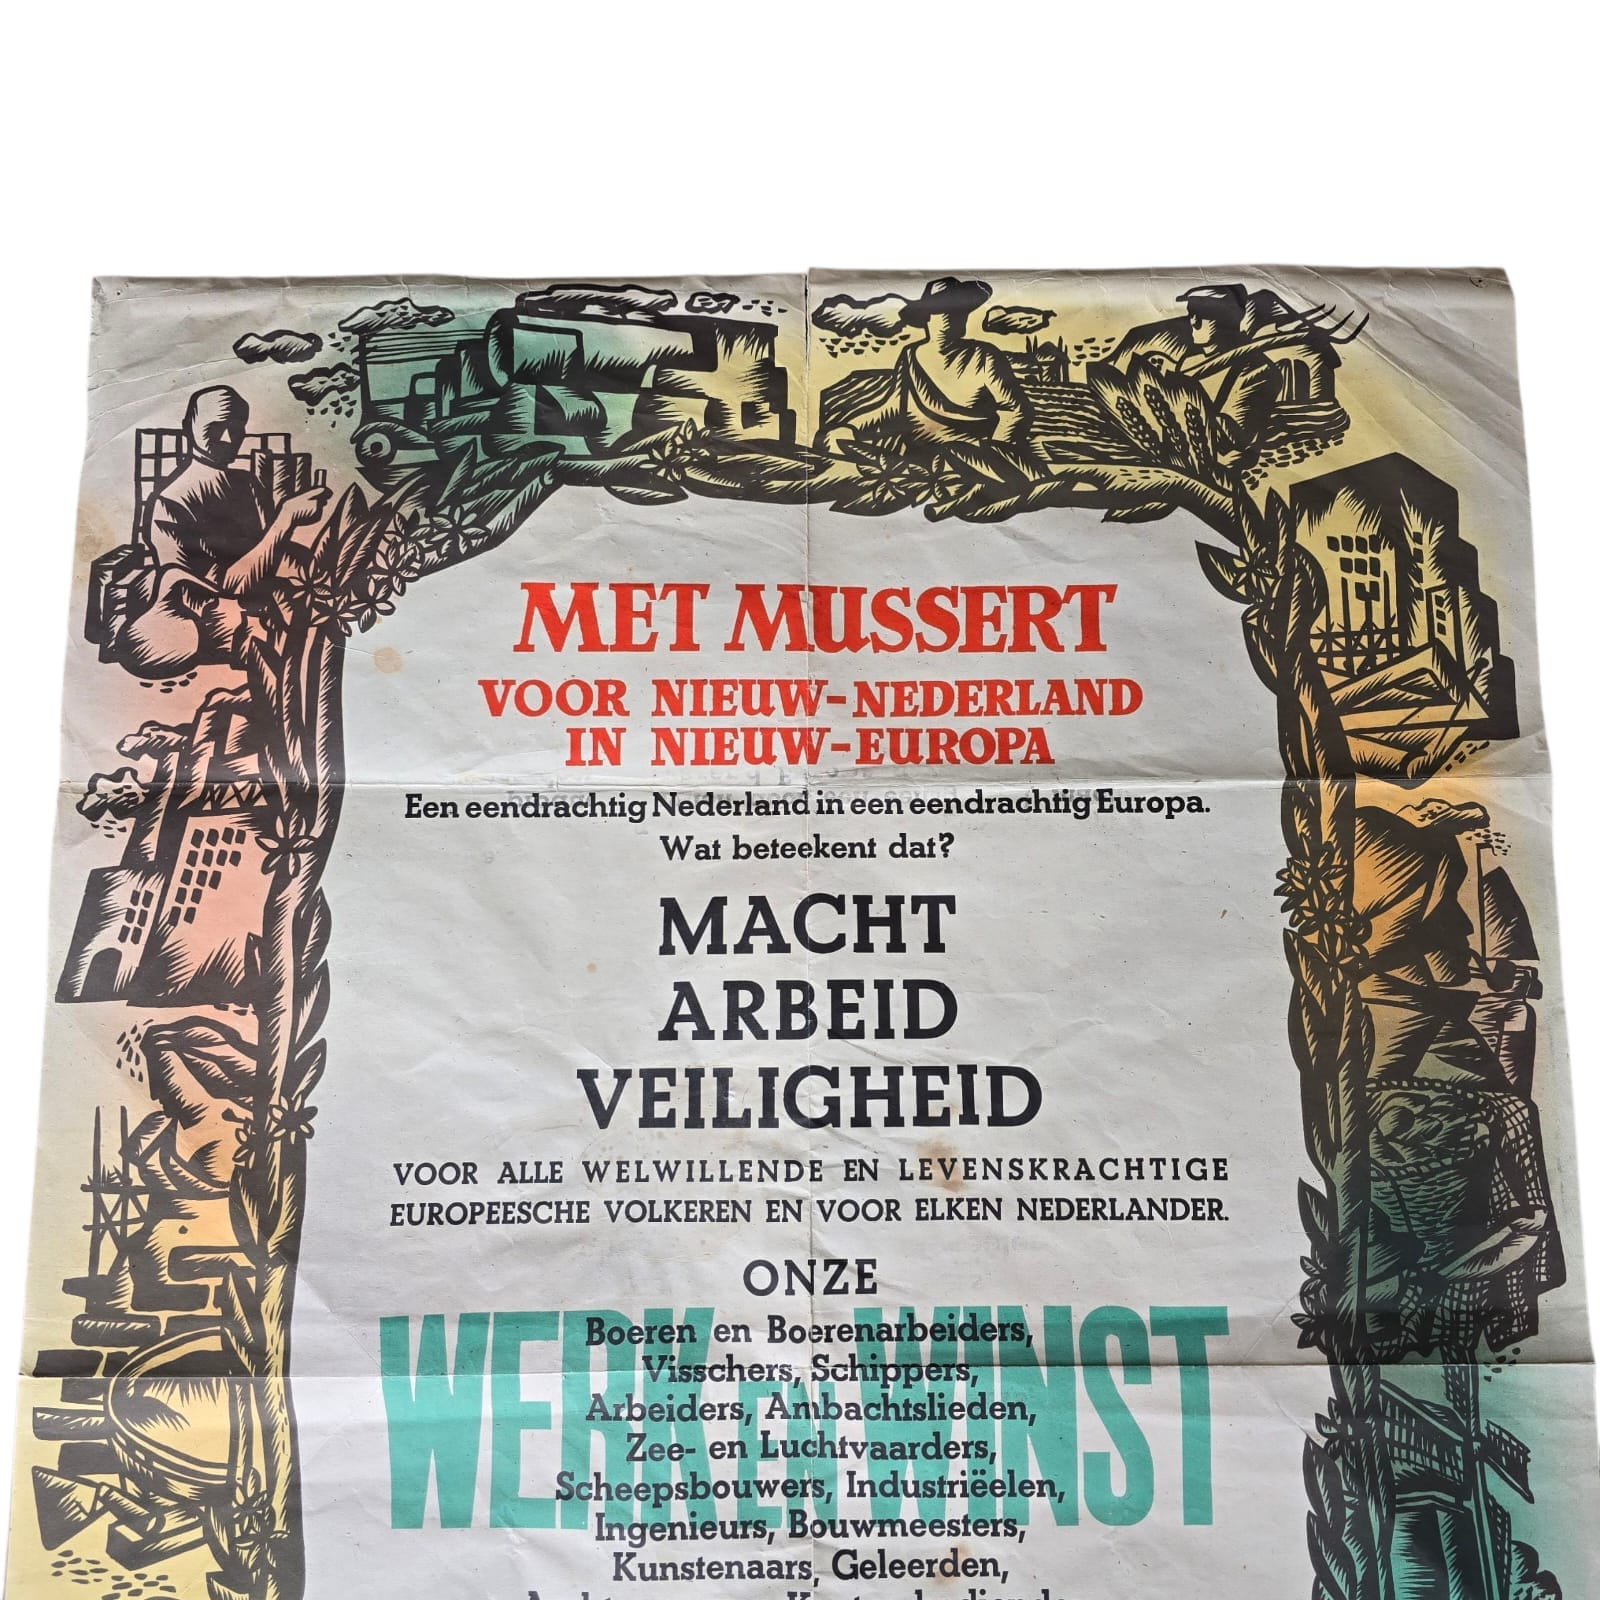 MET MUSSERT
VOOR NIEUW-NEDERLAND
IN NIEUW-EUROPA
Een eendrachtig Nederland in een eendrachtig Europa.
Wat beteekent dat?
MACHT
ARBEID
VEILIGHEID
VOOR ALLE WELWILLENDE EN LEVENSKRACHTIGE
EUROPEESCHE VOLKEREN EN VOOR ELKEN NEDERLANDER.
ONZE
WERK EN WINST
Boeren en Boerenarbeiders,
Visschers, Schippers,
Arbeiders, Ambachtslieden,
Zee- en Luchtvaarders,
Scheepsbouwers, Industriëelen,
Ingenieurs, Bouwmeesters,
Kunstenaars, Geleerden,